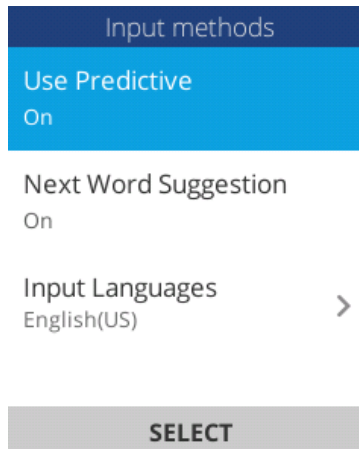 Input methods
Use Predictive
On
Next Word Suggestion
On
Input Languages
English(US)
SELECT